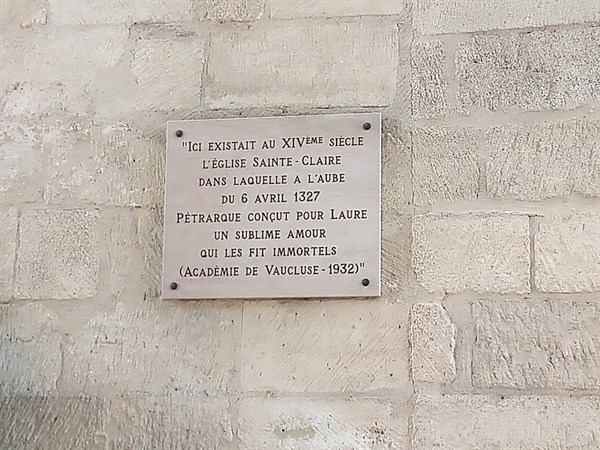 "Ici existait au XIVème siècle
l'église Sainte-Claire
dans laquelle a l'aube
du 6 avril 1327
Pétrarque conçut pour Laure
un sublime amour
qui les fit immortels
(Académie de Vaucluse-1932)"